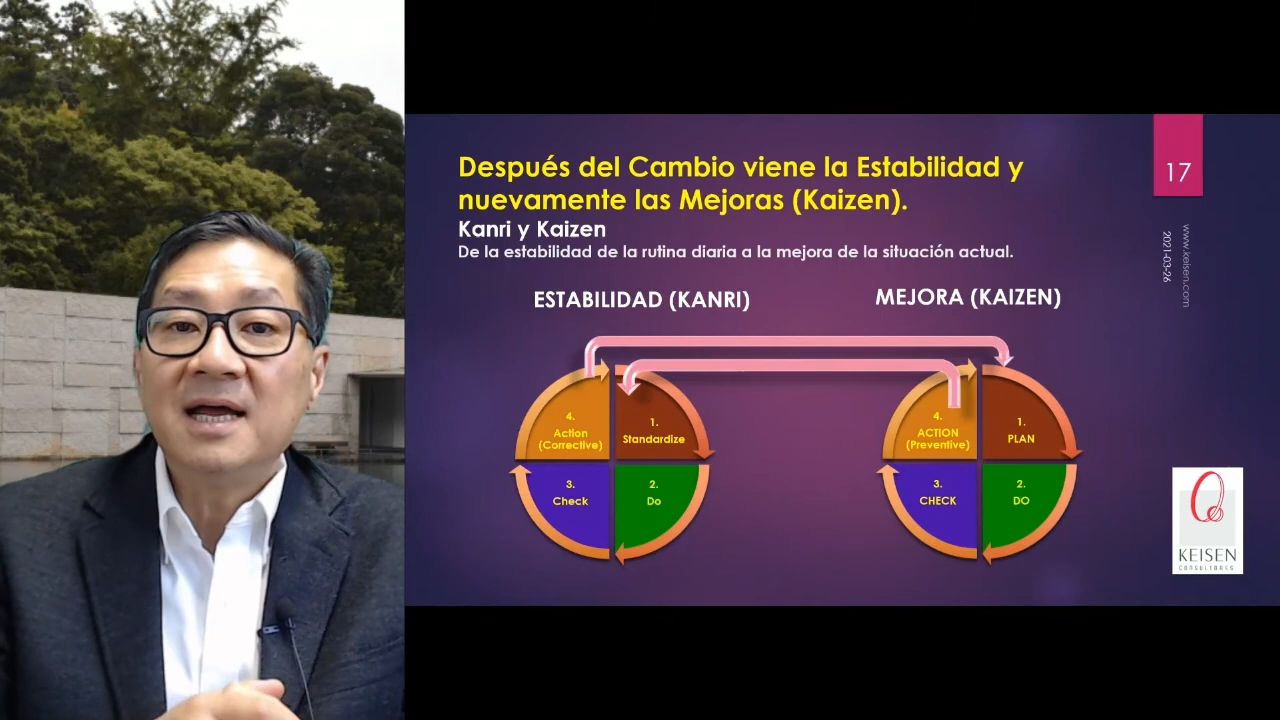 Después del Cambio viene la Estabilidad y
nuevamente las Mejoras (Kaizen).
Kanri y Kaizen
De la estabilidad de la rutina diaria a la mejora de la situación actual.
17
www.keisen.com
2021-03-26
ESTABILIDAD (KANRI)
MEJORA (KAIZEN)
4.
Action
(Corrective)
1.
Standardize
3.
Check
2.
Do
4.
ACTION
(Preventive)
1.
PLAN
3.
CHECK
2.
DO
KEISEN
CONSULTORES